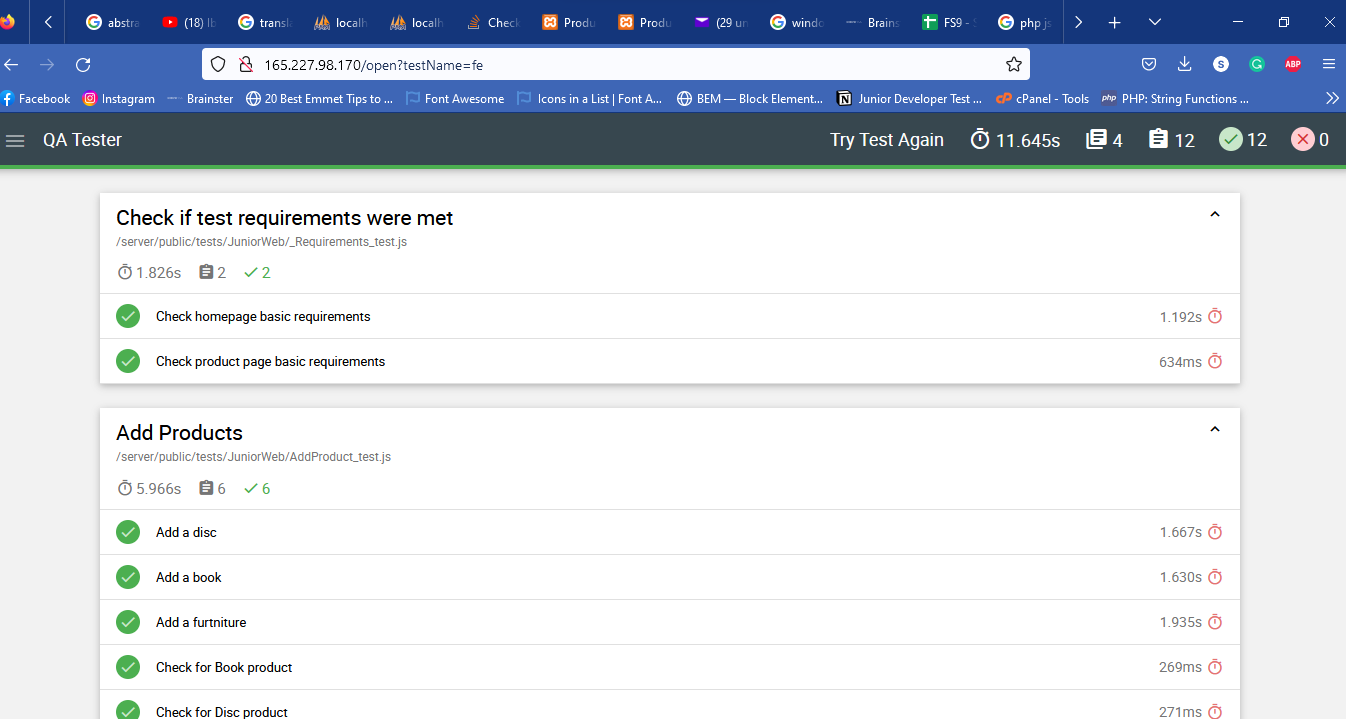 abstra (18) Ib transla localh localh Check Produ Produ (29 un windo Brains FS9 - S php js
165.227.98.170/open?testName=fe S ABP
Facebook Instagram Brainster 20 Best Emmet Tips to ... Font Awesome Icons in a List | Font A... BEM — Block Element... Junior Developer Test ... cPanel - Tools php PHP: String Functions ...
QA Tester Try Test Again 11.645s 4 12 12 0
Check if test requirements were met
/server/public/tests/JuniorWeb/_Requirements_test.js
1.826s 2 2
Check homepage basic requirements 1.192s
Check product page basic requirements 634ms
Add Products
/server/public/tests/JuniorWeb/AddProduct_test.js
5.966s 6 6
Add a disc 1.667s
Add a book 1.630s
Add a furtniture 1.935s
Check for Book product 269ms
Check for Disc product 271ms